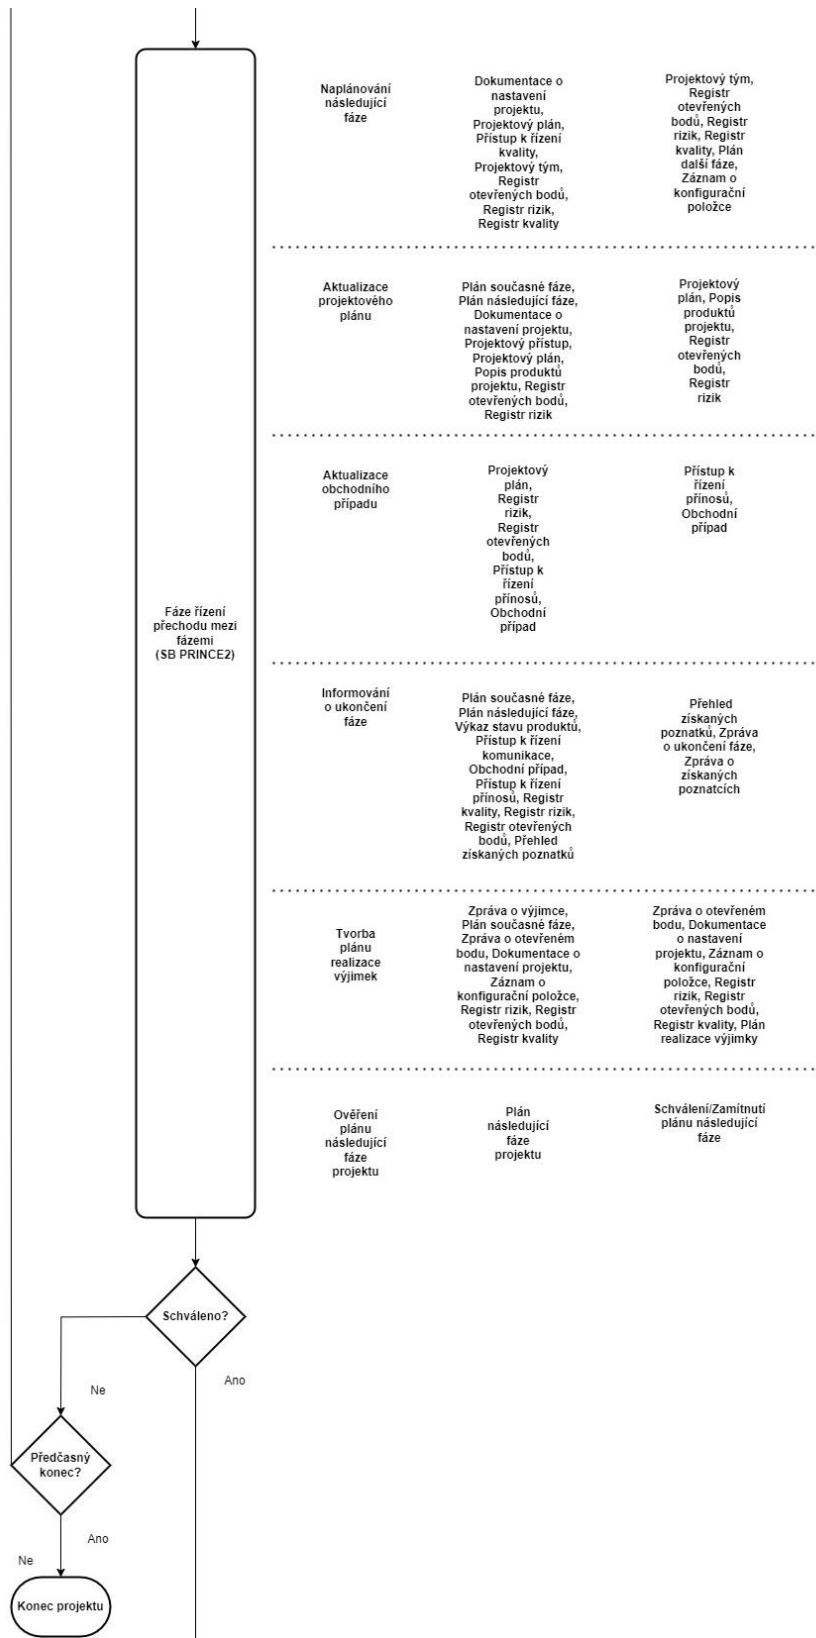 Naplánování
následující
fáze
Dokumentace o
nastavení
projektu,
Projektový plán,
Přístup k řízení
kvality,
Projektový tým,
Registr
otevřených bodů,
Registr rizik,
Registr kvality
Projektový tým,
Registr
otevřených
bodů, Registr
rizik, Registr
kvality, Plán
další fáze,
Záznam o
konfigurační
položce
Aktualizace
projektového
plánu
Plán současné fáze,
Plán následující fáze,
Dokumentace o
nastavení projektu,
Projektový přístup,
Projektový plán,
Popis produktů
projektu, Registr
otevřených bodů,
Registr rizik
Projektový
plán, Popis
produktů
projektu,
Registr
otevřených
bodů,
Registr
rizik
Aktualizace
obchodního
případu
Projektový
plán,
Registr
rizik,
Registr
otevřených
bodů,
Přístup k
řízení
přínosů,
Obchodní
případ
Přístup k
řízení
přínosů,
Obchodní
případ
Fáze řízení
přechodu mezi
fázemi
(SB PRINCE2)
Informování
o ukončení
fáze
Plán současné fáze,
Plán následující fáze,
Výkaz stavu produktů,
Přístup k řízení
komunikace,
Obchodní případ,
Přístup k řízení
přínosů, Registr
kvality, Registr rizik,
Registr otevřených
bodů, Přehled
získaných poznatků
Přehled
získaných
poznatků, Zpráva
o ukončení fáze,
Zpráva o
získaných
poznatcích
Tvorba
plánu
realizace
výjimek
Zpráva o výjimce,
Plán současné fáze,
Zpráva o otevřeném
bodu, Dokumentace o
nastavení projektu,
Záznam o
konfigurační položce,
Registr rizik, Registr
otevřených bodů,
Registr kvality
Zpráva o otevřeném
bodu, Dokumentace
o nastavení
projektu, Záznam o
konfigurační
položce, Registr
rizik, Registr
otevřených bodů,
Registr kvality, Plán
realizace výjimky
Ověření
plánu
následující
fáze
projektu
Plán
následující
fáze
projektu
Schválení/Zamítnutí
plánu následující
fáze
Schváleno?
Ano
Ne
Předčasný
konec?
Ano
Ne
Konec projektu